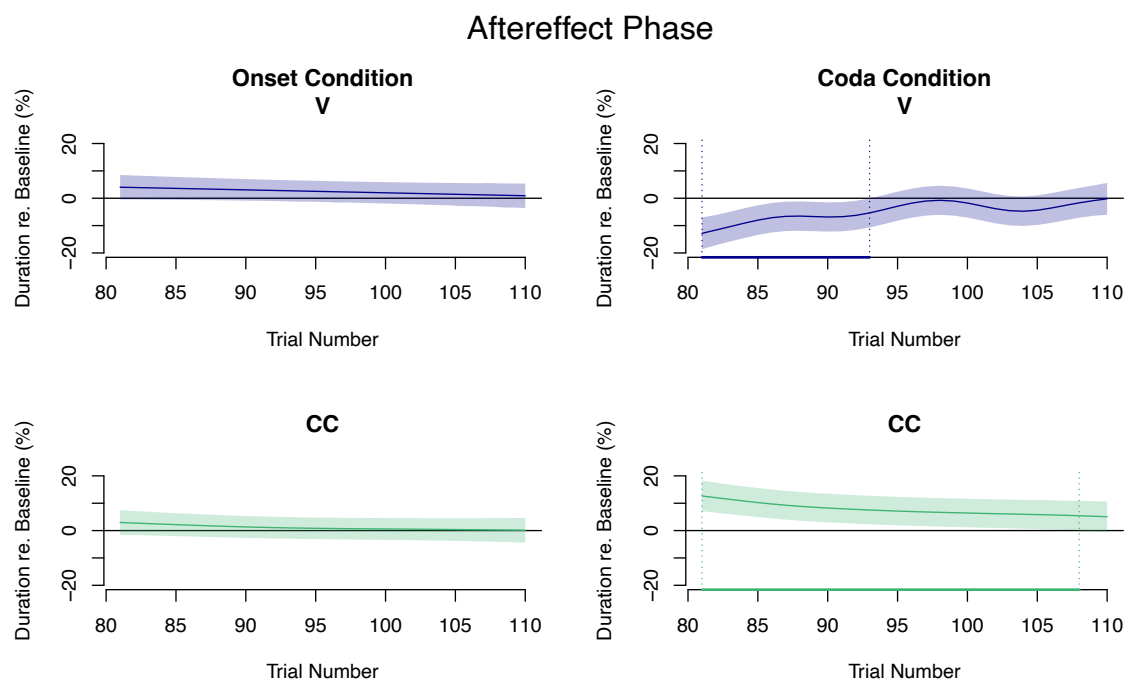 Aftereffect Phase
Onset Condition
V
Duration re. Baseline (%)
20
0
−20
80 85 90 95 100 105 110
Trial Number
Coda Condition
V
Duration re. Baseline (%)
20
0
−20
80 85 90 95 100 105 110
Trial Number
CC
Duration re. Baseline (%)
20
0
−20
80 85 90 95 100 105 110
Trial Number
CC
Duration re. Baseline (%)
20
0
−20
80 85 90 95 100 105 110
Trial Number